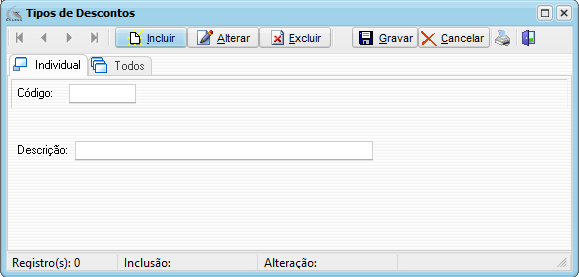 Tipos de Descontos
Incluir Alterar Excluir Gravar Cancelar
Individual Todos
Código:
Descrição:
Registro(s): 0 Inclusão: Alteração: